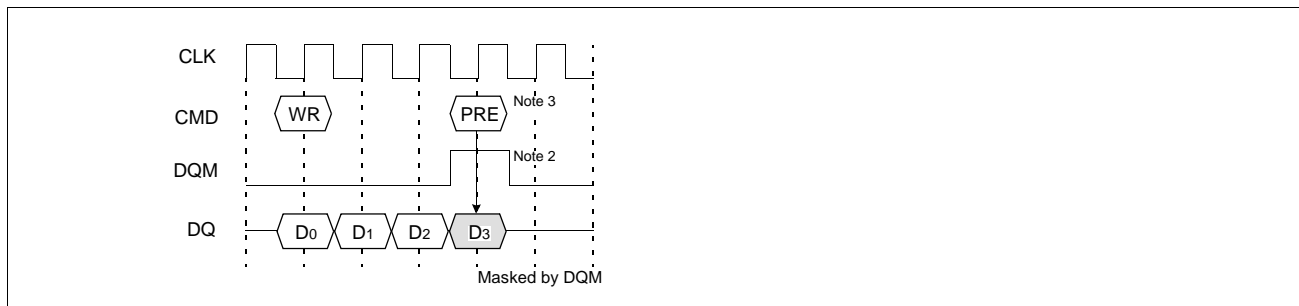 CLK
CMD WR PRE Note 3
DQM Note 2
DQ D0 D1 D2 D3
Masked by DQM